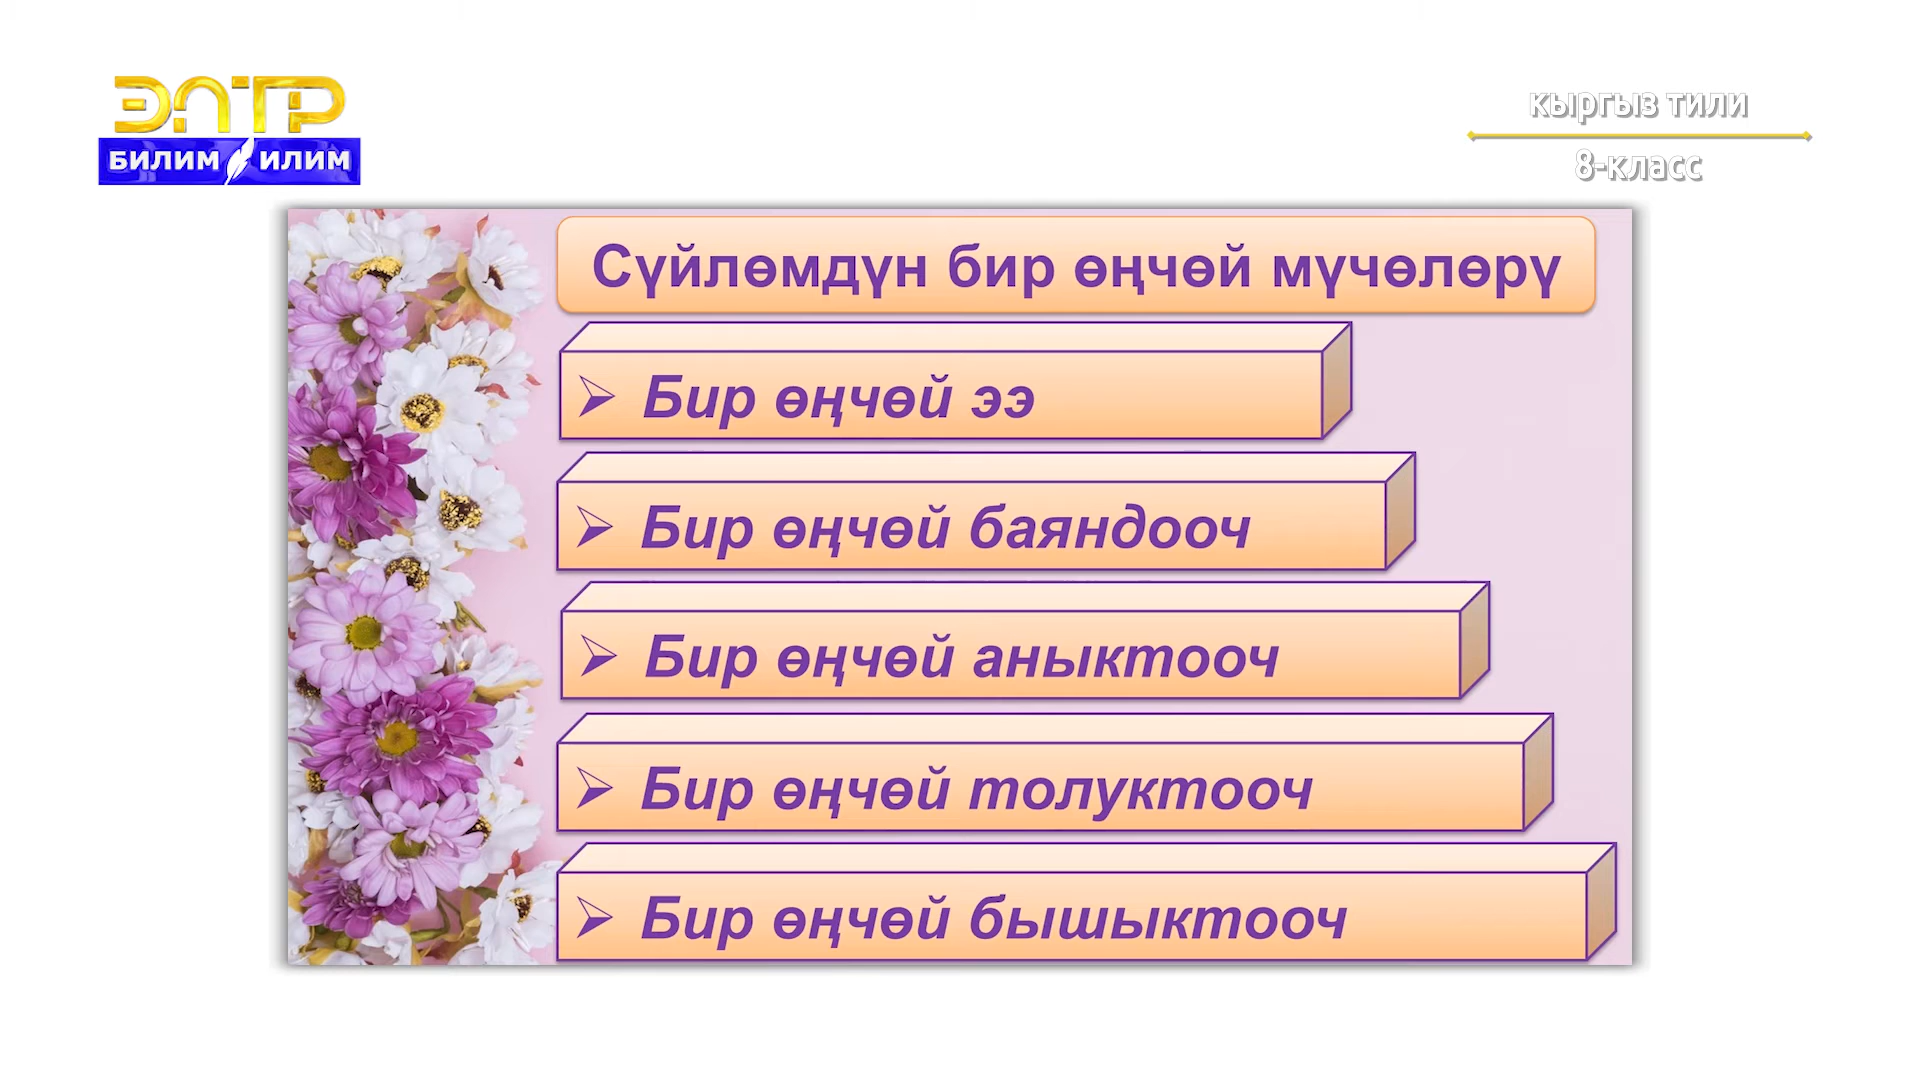 ЭЛТР
БИЛИМ ИЛИМ
кыргыз тили
8-класс
Сүйлөмдүн бир өңчөй мүчөлөрү
➢ Бир өңчөй ээ
➢ Бир өңчөй баяндооч
➢ Бир өңчөй аныктооч
➢ Бир өңчөй толуктооч
➢ Бир өңчөй бышыктооч